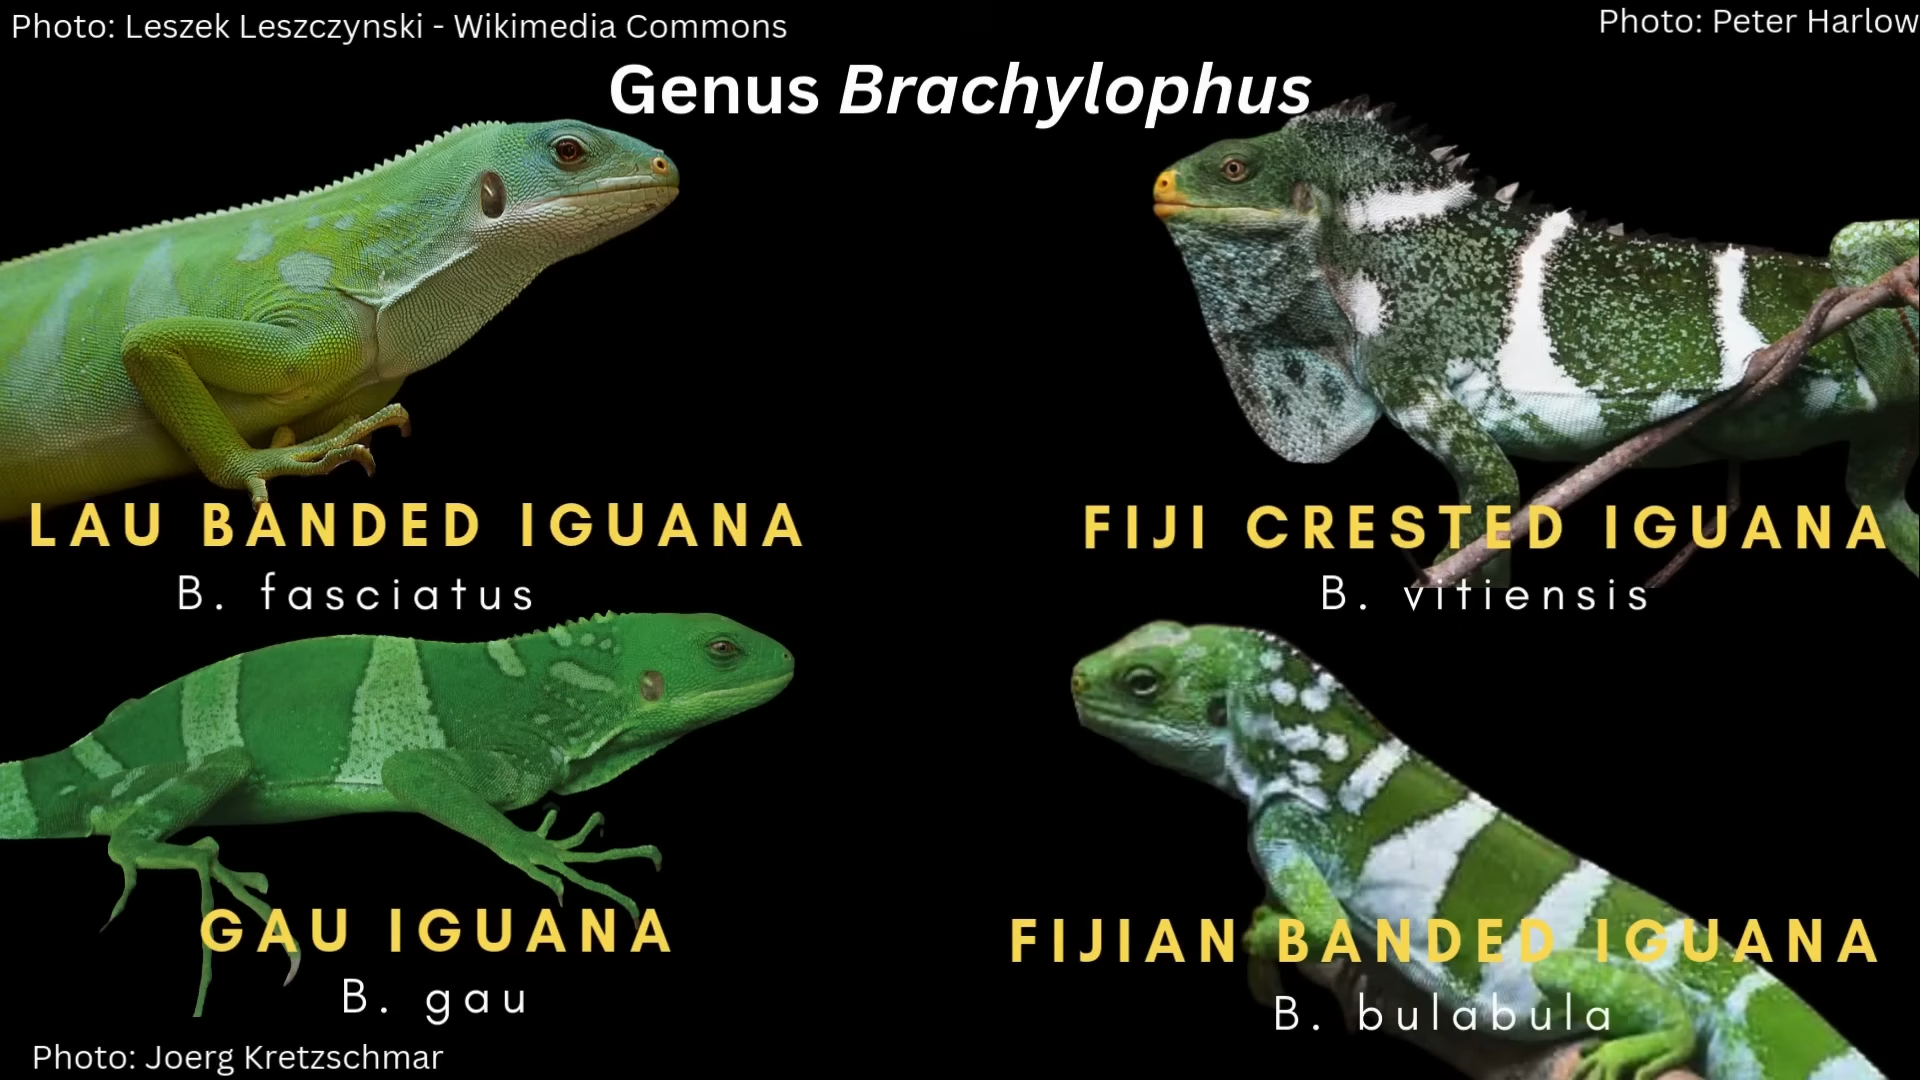 Photo: Leszek Leszczynski - Wikimedia Commons
Photo: Peter Harlow
Genus Brachylophus
LAU BANDED IGUANA
B. fasciatus
FIJI CRESTED IGUANA
B. vitiensis
GAU IGUANA
B. gau
FIJIAN BANDED IGUANA
B. bulabula
Photo: Joerg Kretzschmar